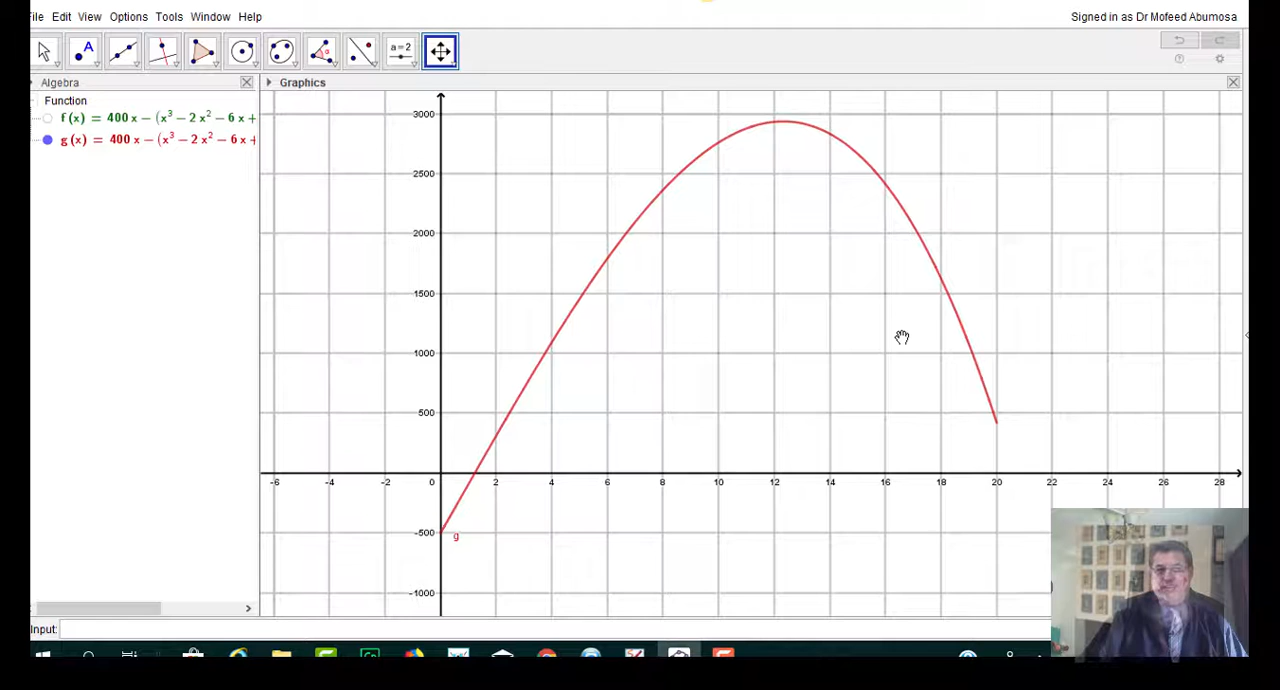 File Edit View Options Tools Window Help
Signed in as Dr Mofeed Abumosa
A
a=2
Algebra
Graphics
Function
f(x) = 400 x − (x³ − 2 x² − 6 x +
g(x) = 400 x − (x³ − 2 x² − 6 x +
3000
2500
2000
1500
1000
500
-6 -4 -2 0 2 4 6 8 10 12 14 16 18 20 22 24 26 28
-500
g
-1000
Input: